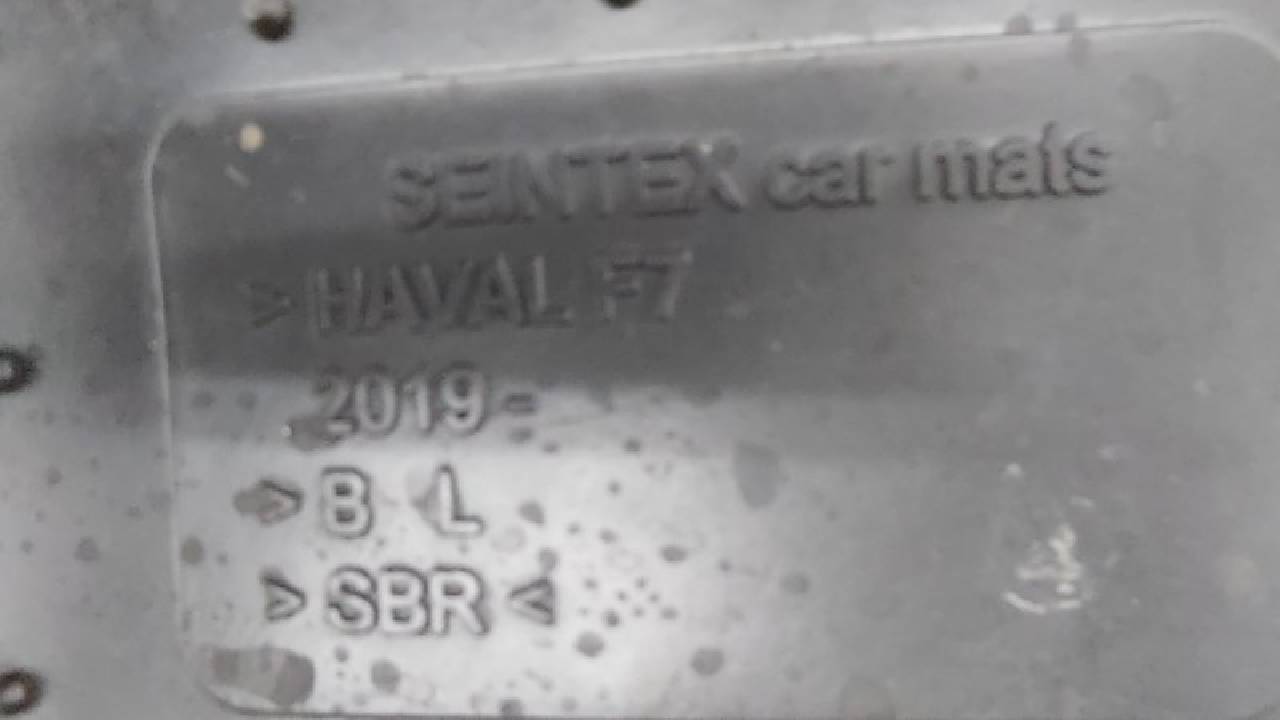 SEINTEX car mats
> HAVAL F7
2019 -
> B L
> SBR <